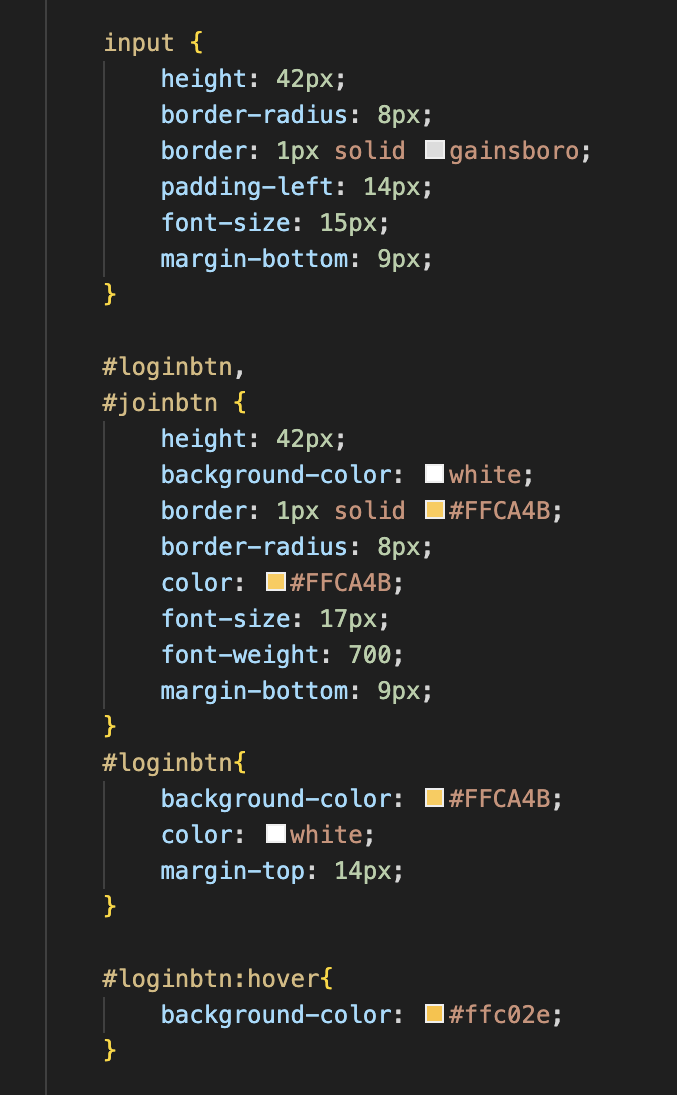 input {
height: 42px;
border-radius: 8px;
border: 1px solid gainsboro;
padding-left: 14px;
font-size: 15px;
margin-bottom: 9px;
}
#loginbtn,
#joinbtn {
height: 42px;
background-color: white;
border: 1px solid #FFCA4B;
border-radius: 8px;
color: #FFCA4B;
font-size: 17px;
font-weight: 700;
margin-bottom: 9px;
}
#loginbtn{
background-color: #FFCA4B;
color: white;
margin-top: 14px;
}
#loginbtn:hover{
background-color: #ffc02e;
}